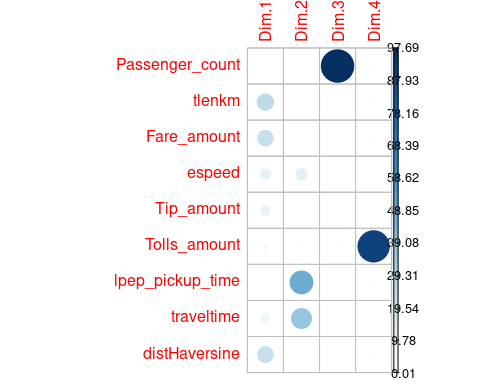 Dim.1 Dim.2 Dim.3 Dim.4
97.69
Passenger_count
87.93
tlenkm
78.16
Fare_amount
68.39
espeed
58.62
Tip_amount
48.85
Tolls_amount
39.08
lpep_pickup_time
29.31
traveltime
19.54
distHaversine
9.78
0.01